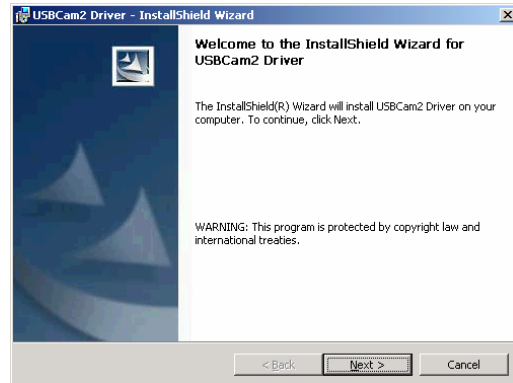 USBCam2 Driver - InstallShield Wizard
Welcome to the InstallShield Wizard for
USBCam2 Driver
The InstallShield(R) Wizard will install USBCam2 Driver on your
computer. To continue, click Next.
WARNING: This program is protected by copyright law and
international treaties.
< Back Next > Cancel